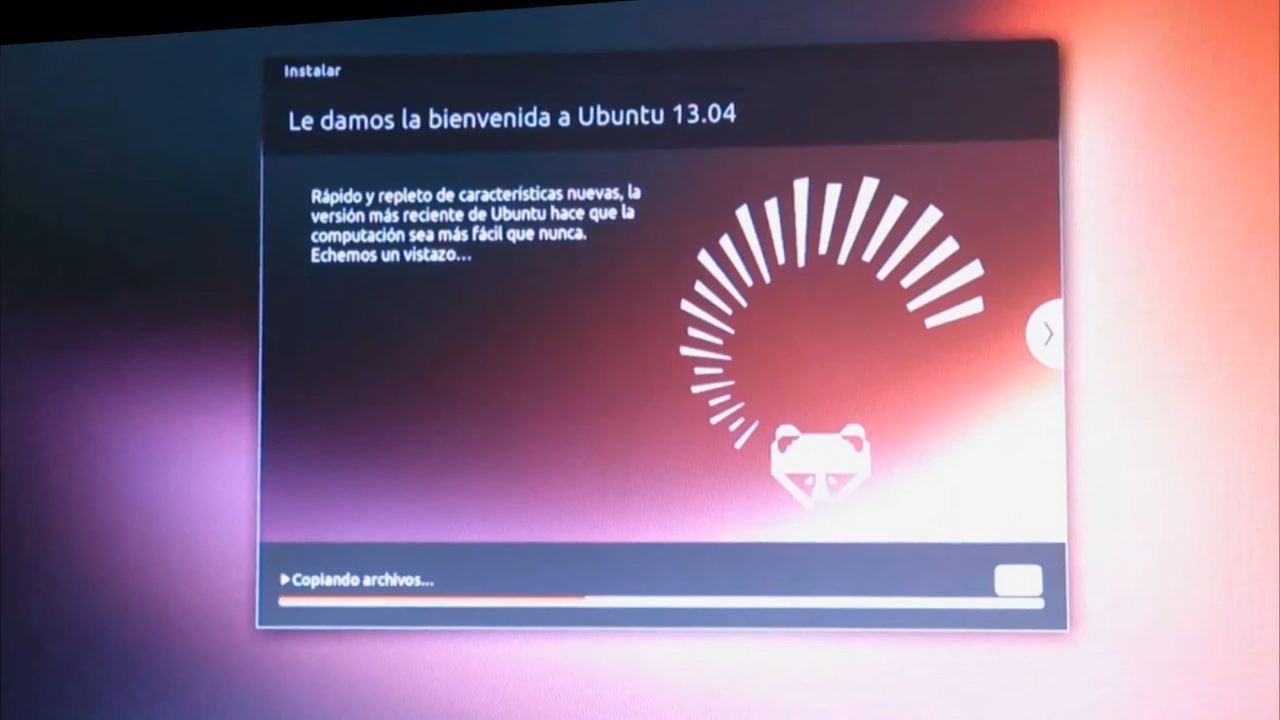 Instalar
Le damos la bienvenida a Ubuntu 13.04
Rápido y repleto de características nuevas, la
versión más reciente de Ubuntu hace que la
computación sea más fácil que nunca.
Echemos un vistazo...
Copiando archivos...